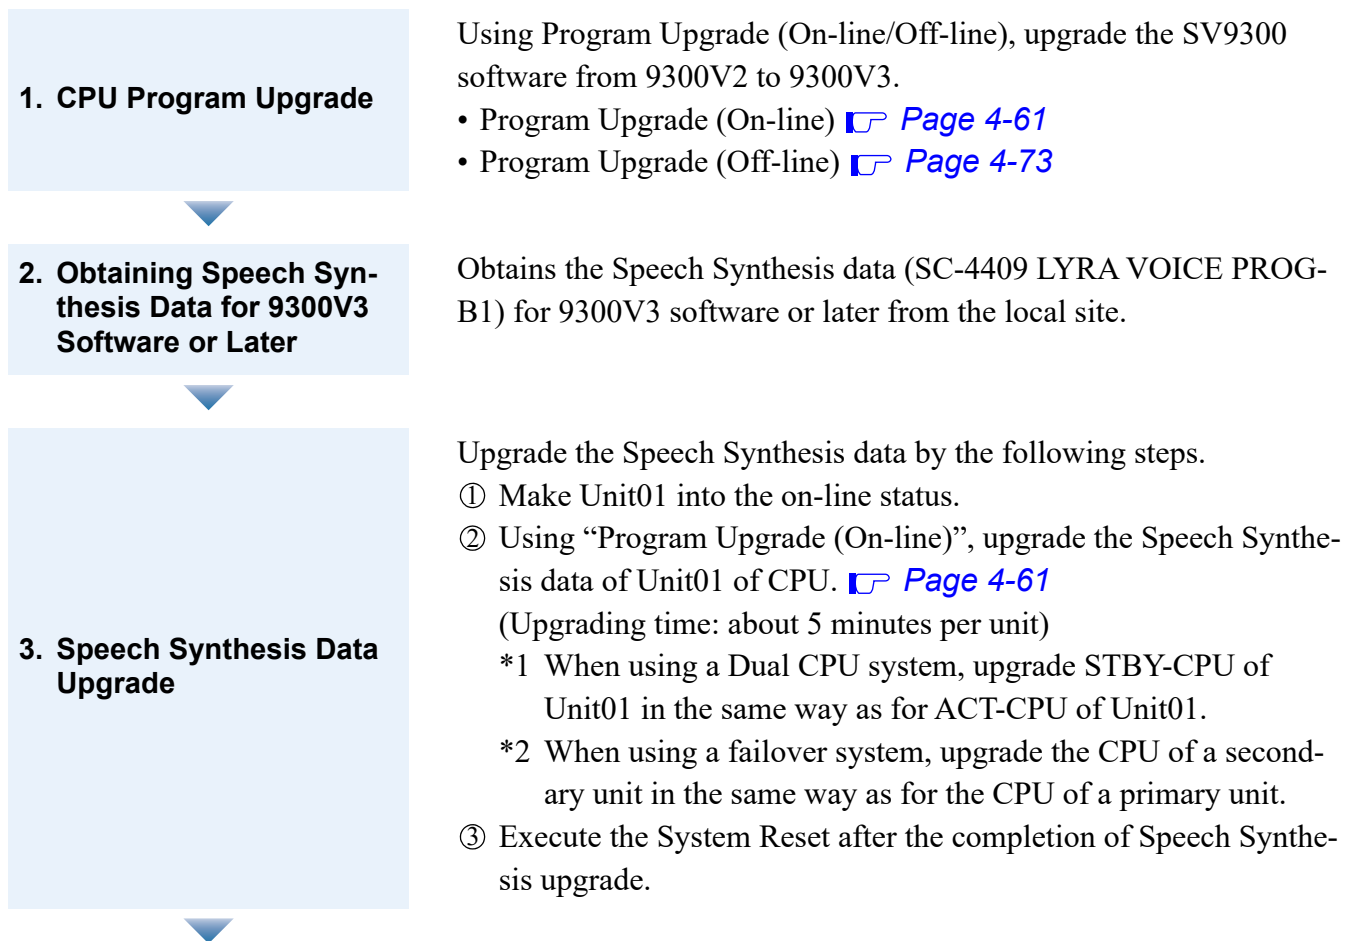 1. CPU Program Upgrade
Using Program Upgrade (On-line/Off-line), upgrade the SV9300
software from 9300V2 to 9300V3.
• Program Upgrade (On-line) Page 4-61
• Program Upgrade (Off-line) Page 4-73
2. Obtaining Speech Syn-
thesis Data for 9300V3
Software or Later
Obtains the Speech Synthesis data (SC-4409 LYRA VOICE PROG-
B1) for 9300V3 software or later from the local site.
3. Speech Synthesis Data
Upgrade
Upgrade the Speech Synthesis data by the following steps.
① Make Unit01 into the on-line status.
② Using “Program Upgrade (On-line)”, upgrade the Speech Synthe-
sis data of Unit01 of CPU. Page 4-61
(Upgrading time: about 5 minutes per unit)
*1 When using a Dual CPU system, upgrade STBY-CPU of
Unit01 in the same way as for ACT-CPU of Unit01.
*2 When using a failover system, upgrade the CPU of a second-
ary unit in the same way as for the CPU of a primary unit.
③ Execute the System Reset after the completion of Speech Synthe-
sis upgrade.